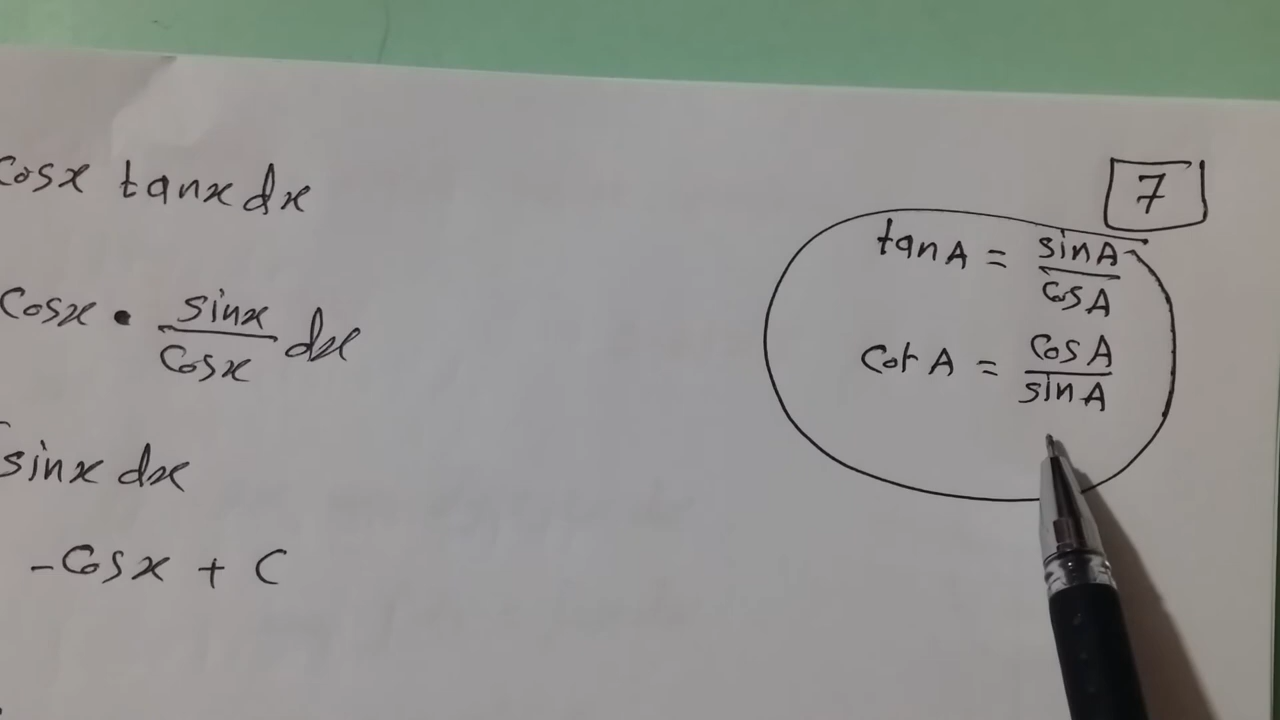 cosx tanx dx
cosx • sinx/cosx dx
sinx dx
-cosx + C
7
tanA = sinA/cosA
cotA = cosA/sinA